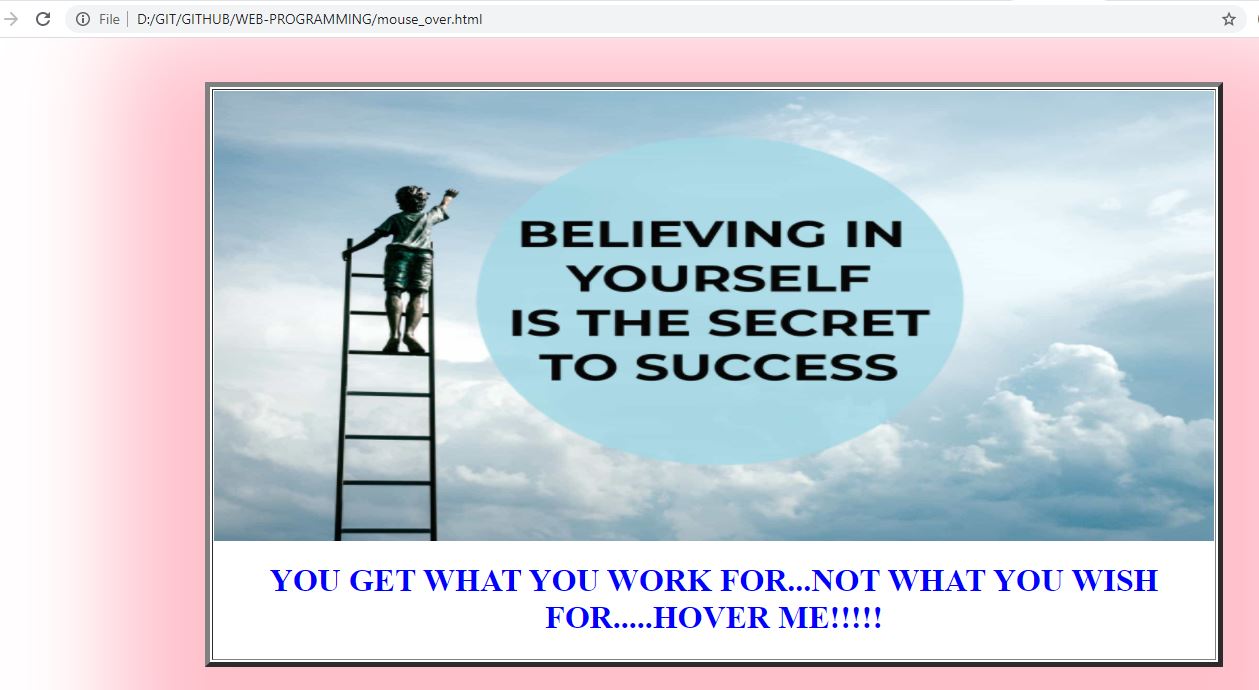 File | D:/GIT/GITHUB/WEB-PROGRAMMING/mouse_over.html
BELIEVING IN
YOURSELF
IS THE SECRET
TO SUCCESS
YOU GET WHAT YOU WORK FOR...NOT WHAT YOU WISH
FOR.....HOVER ME!!!!!